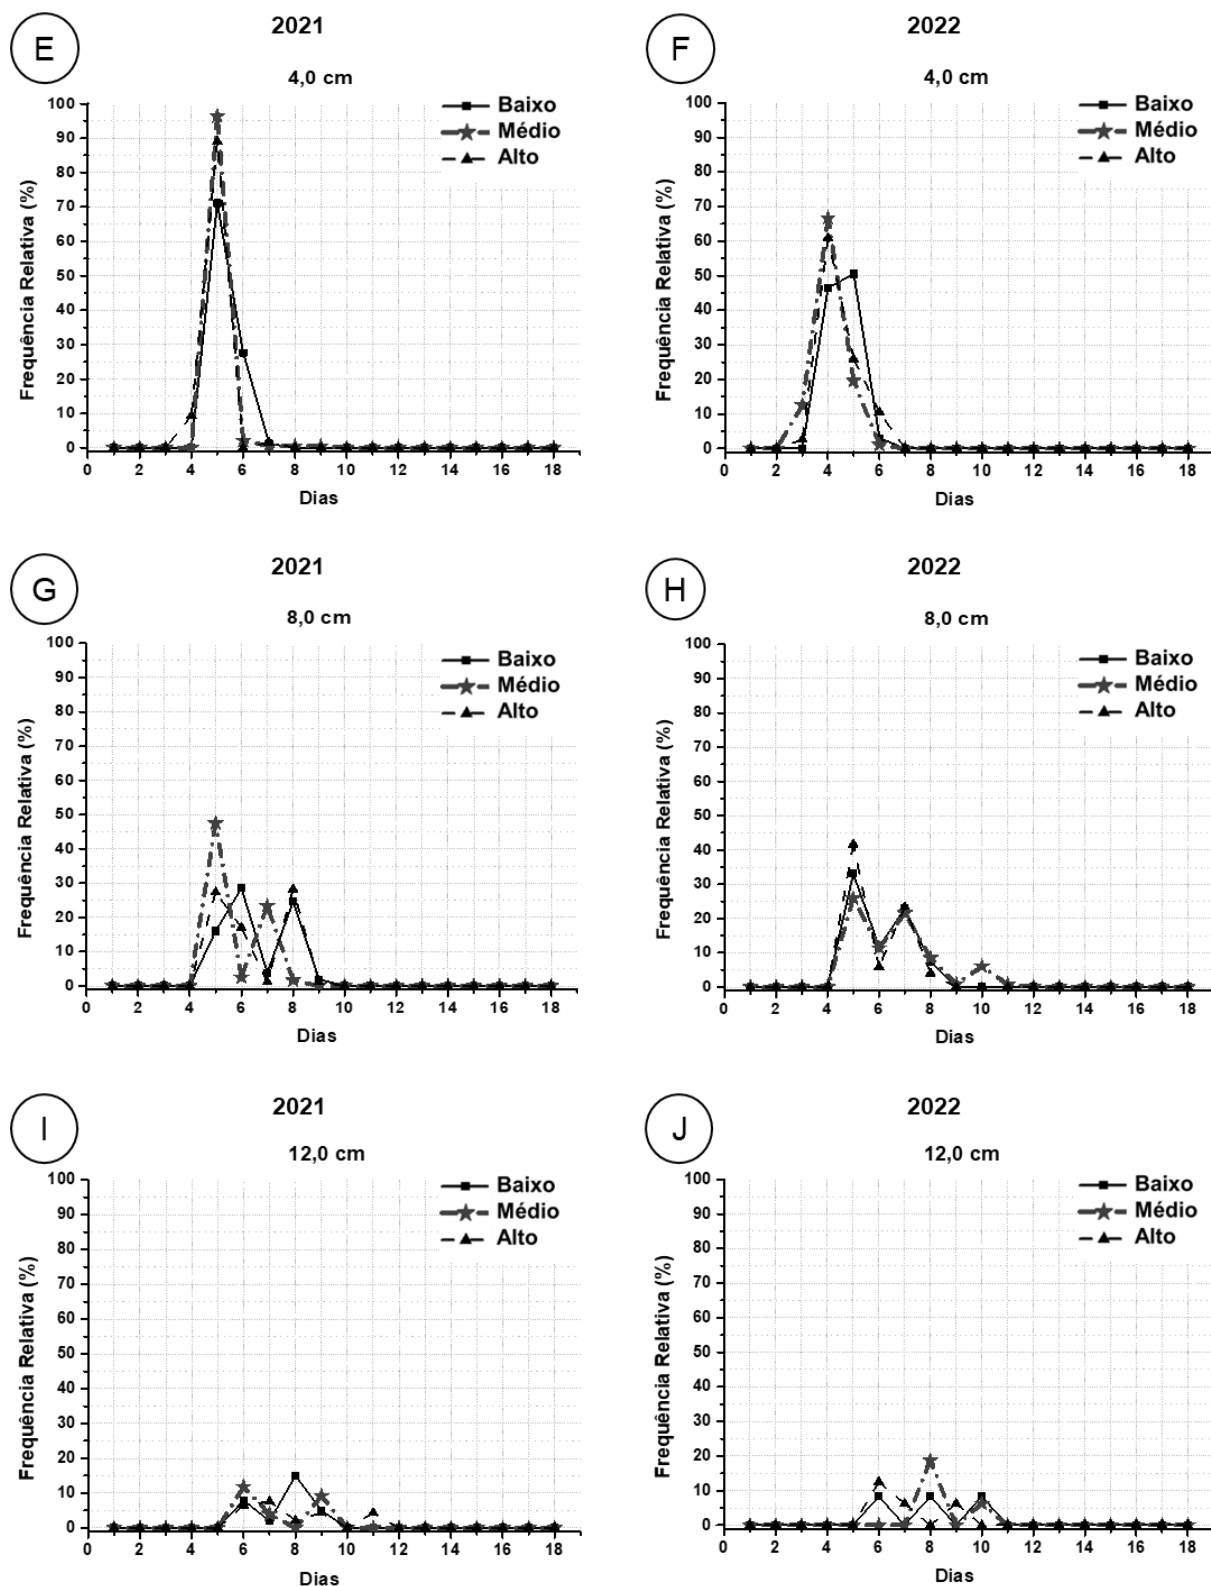 E
2021
4,0 cm
Baixo
Médio
Alto
Frequência Relativa (%)
100
90
80
70
60
50
40
30
20
10
0
0 2 4 6 8 10 12 14 16 18
Dias
F
2022
4,0 cm
Baixo
Médio
Alto
Frequência Relativa (%)
100
90
80
70
60
50
40
30
20
10
0
0 2 4 6 8 10 12 14 16 18
Dias
G
2021
8,0 cm
Baixo
Médio
Alto
Frequência Relativa (%)
100
90
80
70
60
50
40
30
20
10
0
0 2 4 6 8 10 12 14 16 18
Dias
H
2022
8,0 cm
Baixo
Médio
Alto
Frequência Relativa (%)
100
90
80
70
60
50
40
30
20
10
0
0 2 4 6 8 10 12 14 16 18
Dias
I
2021
12,0 cm
Baixo
Médio
Alto
Frequência Relativa (%)
100
90
80
70
60
50
40
30
20
10
0
0 2 4 6 8 10 12 14 16 18
Dias
J
2022
12,0 cm
Baixo
Médio
Alto
Frequência Relativa (%)
100
90
80
70
60
50
40
30
20
10
0
0 2 4 6 8 10 12 14 16 18
Dias